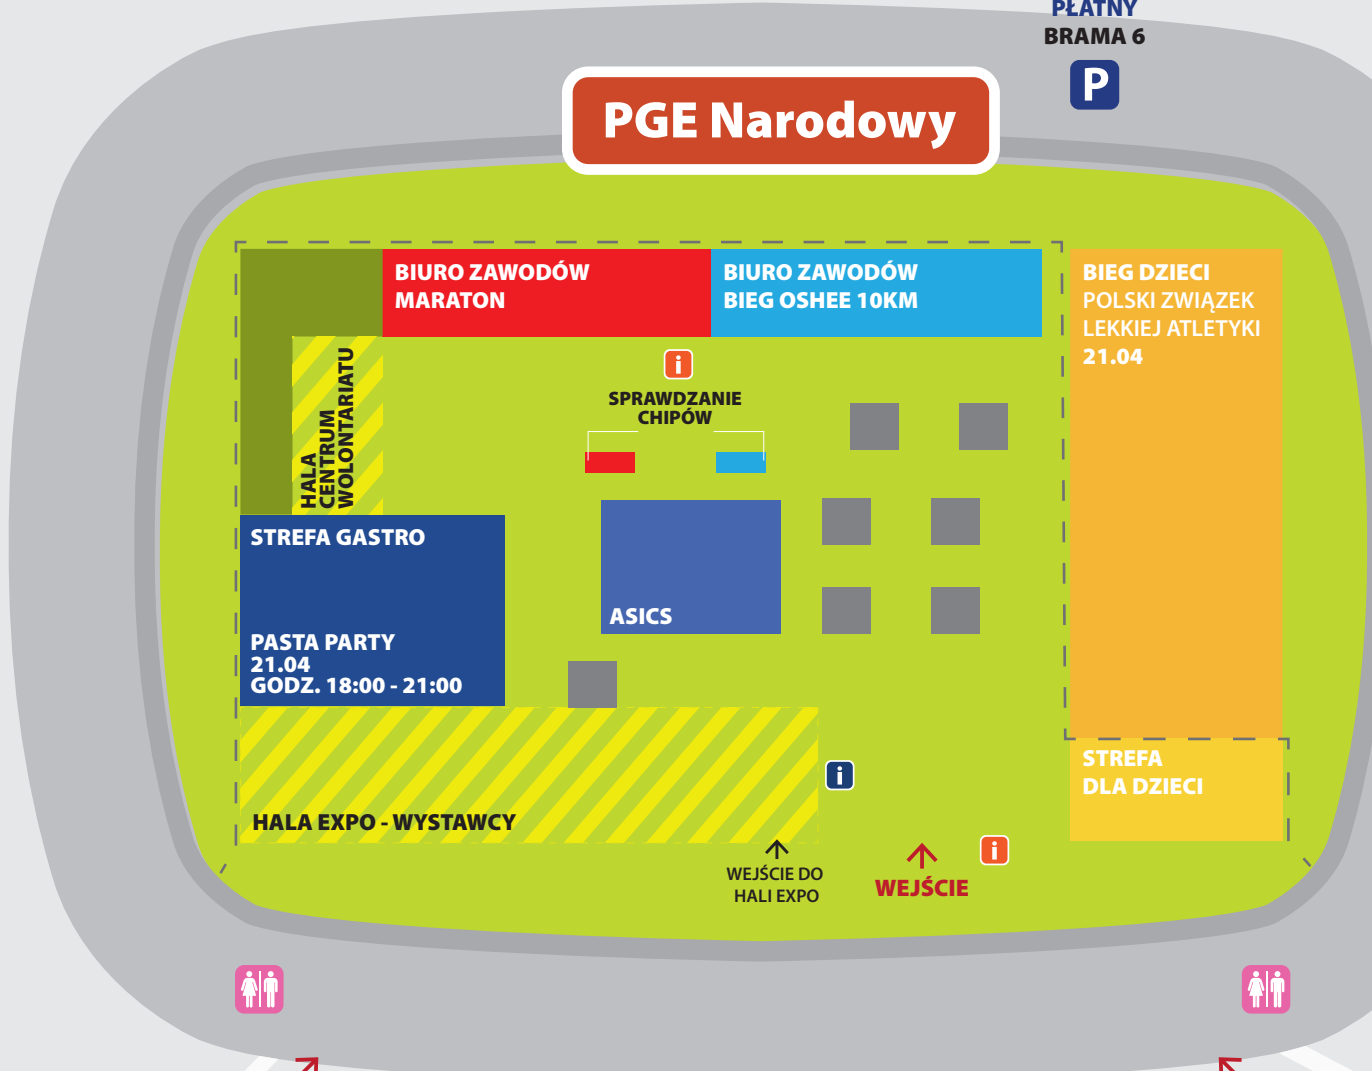 PŁATNY
BRAMA 6
P
PGE Narodowy
BIURO ZAWODÓW
MARATON
BIURO ZAWODÓW
BIEG OSHEE 10KM
BIEG DZIECI
POLSKI ZWIĄZEK
LEKKIEJ ATLETYKI
21.04
HALA
CENTRUM
WOLONTARIATU
i
SPRAWDZANIE
CHIPÓW
STREFA GASTRO
PASTA PARTY
21.04
GODZ. 18:00 - 21:00
ASICS
i
STREFA
DLA DZIECI
HALA EXPO - WYSTAWCY
WEJŚCIE DO
HALI EXPO
WEJŚCIE
i